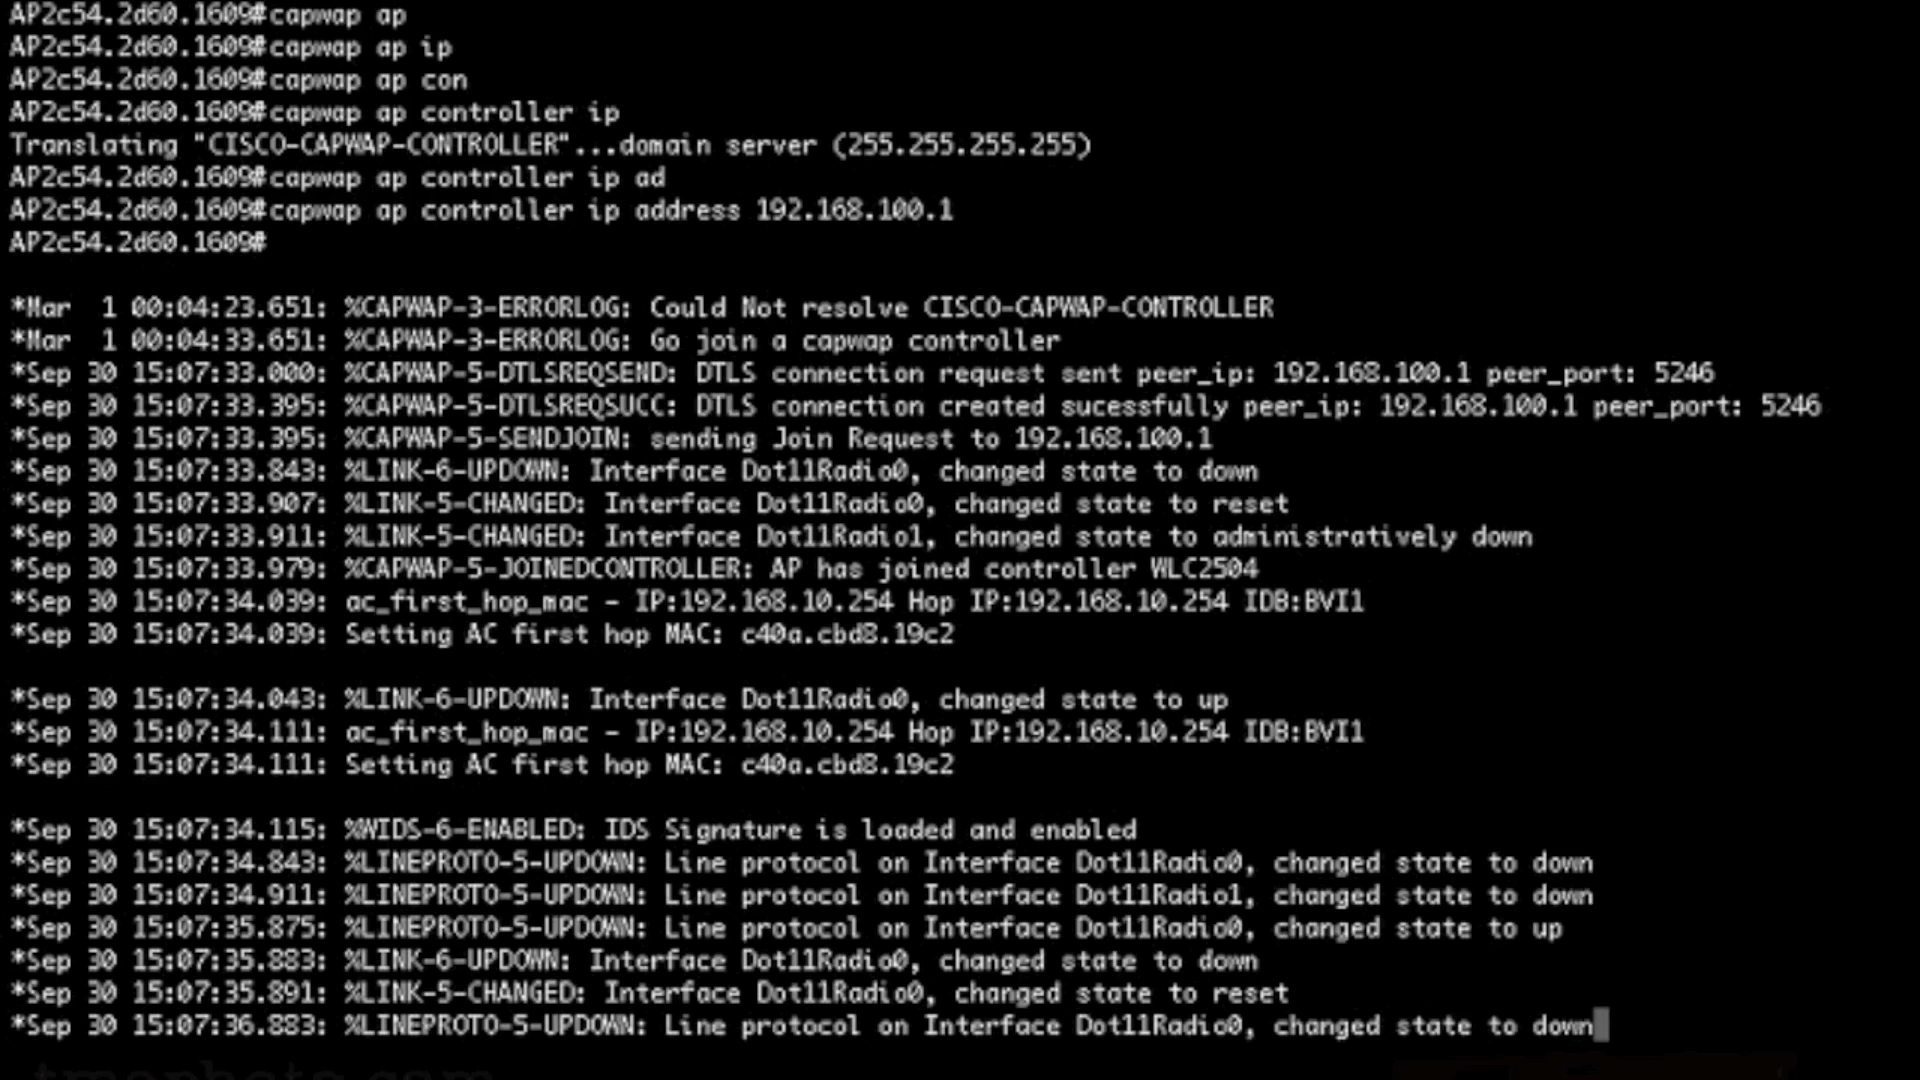 AP2c54.2d60.1609#capwap ap
AP2c54.2d60.1609#capwap ap ip
AP2c54.2d60.1609#capwap ap con
AP2c54.2d60.1609#capwap ap controller ip
Translating "CISCO-CAPWAP-CONTROLLER"...domain server (255.255.255.255)
AP2c54.2d60.1609#capwap ap controller ip ad
AP2c54.2d60.1609#capwap ap controller ip address 192.168.100.1
AP2c54.2d60.1609#
*Mar  1 00:04:23.651: %CAPWAP-3-ERRORLOG: Could Not resolve CISCO-CAPWAP-CONTROLLER
*Mar  1 00:04:33.651: %CAPWAP-3-ERRORLOG: Go join a capwap controller
*Sep 30 15:07:33.000: %CAPWAP-5-DTLSREQSEND: DTLS connection request sent peer_ip: 192.168.100.1 peer_port: 5246
*Sep 30 15:07:33.395: %CAPWAP-5-DTLSREQSUCC: DTLS connection created sucessfully peer_ip: 192.168.100.1 peer_port: 5246
*Sep 30 15:07:33.395: %CAPWAP-5-SENDJOIN: sending Join Request to 192.168.100.1
*Sep 30 15:07:33.843: %LINK-6-UPDOWN: Interface Dot11Radio0, changed state to down
*Sep 30 15:07:33.907: %LINK-5-CHANGED: Interface Dot11Radio0, changed state to reset
*Sep 30 15:07:33.911: %LINK-5-CHANGED: Interface Dot11Radio1, changed state to administratively down
*Sep 30 15:07:33.979: %CAPWAP-5-JOINEDCONTROLLER: AP has joined controller WLC2504
*Sep 30 15:07:34.039: ac_first_hop_mac - IP:192.168.10.254 Hop IP:192.168.10.254 IDB:BVI1
*Sep 30 15:07:34.039: Setting AC first hop MAC: c40a.cbd8.19c2
*Sep 30 15:07:34.043: %LINK-6-UPDOWN: Interface Dot11Radio0, changed state to up
*Sep 30 15:07:34.111: ac_first_hop_mac - IP:192.168.10.254 Hop IP:192.168.10.254 IDB:BVI1
*Sep 30 15:07:34.111: Setting AC first hop MAC: c40a.cbd8.19c2
*Sep 30 15:07:34.115: %WIDS-6-ENABLED: IDS Signature is loaded and enabled
*Sep 30 15:07:34.843: %LINEPROTO-5-UPDOWN: Line protocol on Interface Dot11Radio0, changed state to down
*Sep 30 15:07:34.911: %LINEPROTO-5-UPDOWN: Line protocol on Interface Dot11Radio1, changed state to down
*Sep 30 15:07:35.875: %LINEPROTO-5-UPDOWN: Line protocol on Interface Dot11Radio0, changed state to up
*Sep 30 15:07:35.883: %LINK-6-UPDOWN: Interface Dot11Radio0, changed state to down
*Sep 30 15:07:35.891: %LINK-5-CHANGED: Interface Dot11Radio0, changed state to reset
*Sep 30 15:07:36.883: %LINEPROTO-5-UPDOWN: Line protocol on Interface Dot11Radio0, changed state to down